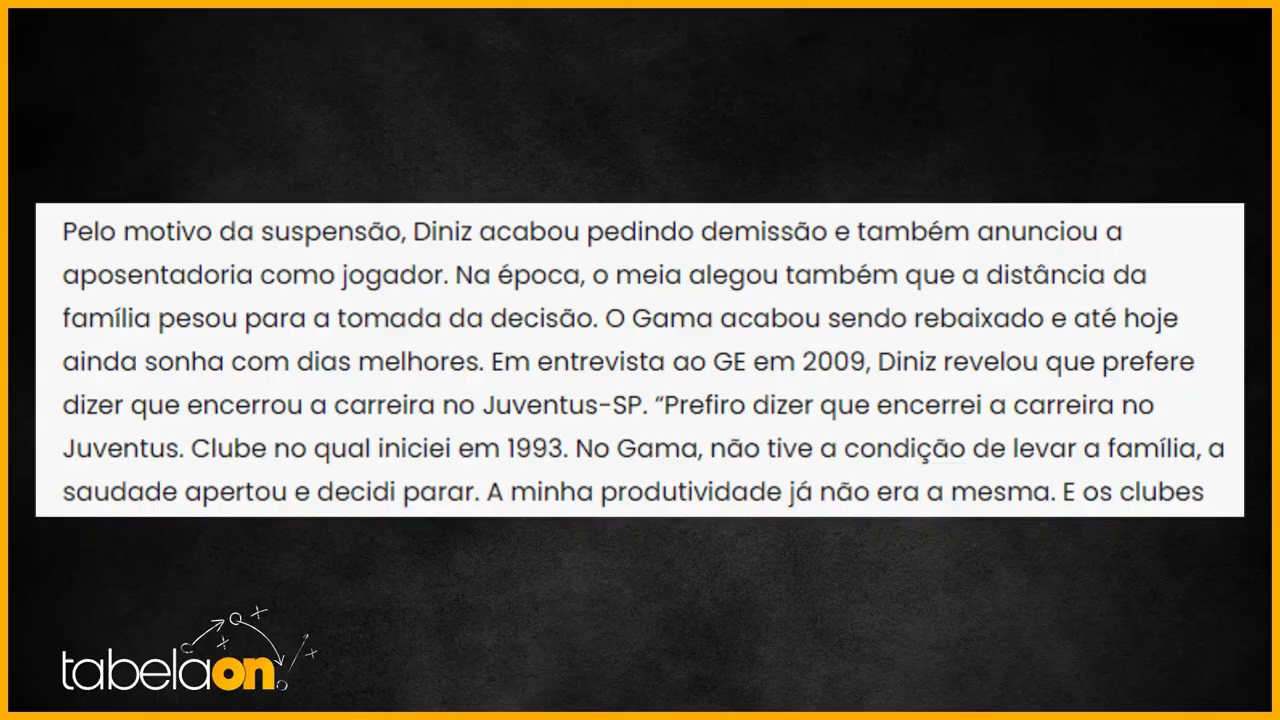 Pelo motivo da suspensão, Diniz acabou pedindo demissão e também anunciou a
aposentadoria como jogador. Na época, o meia alegou também que a distância da
família pesou para a tomada da decisão. O Gama acabou sendo rebaixado e até hoje
ainda sonha com dias melhores. Em entrevista ao GE em 2009, Diniz revelou que prefere
dizer que encerrou a carreira no Juventus-SP. “Prefiro dizer que encerrei a carreira no
Juventus. Clube no qual iniciei em 1993. No Gama, não tive a condição de levar a família, a
saudade apertou e decidi parar. A minha produtividade já não era a mesma. E os clubes
tabelaon